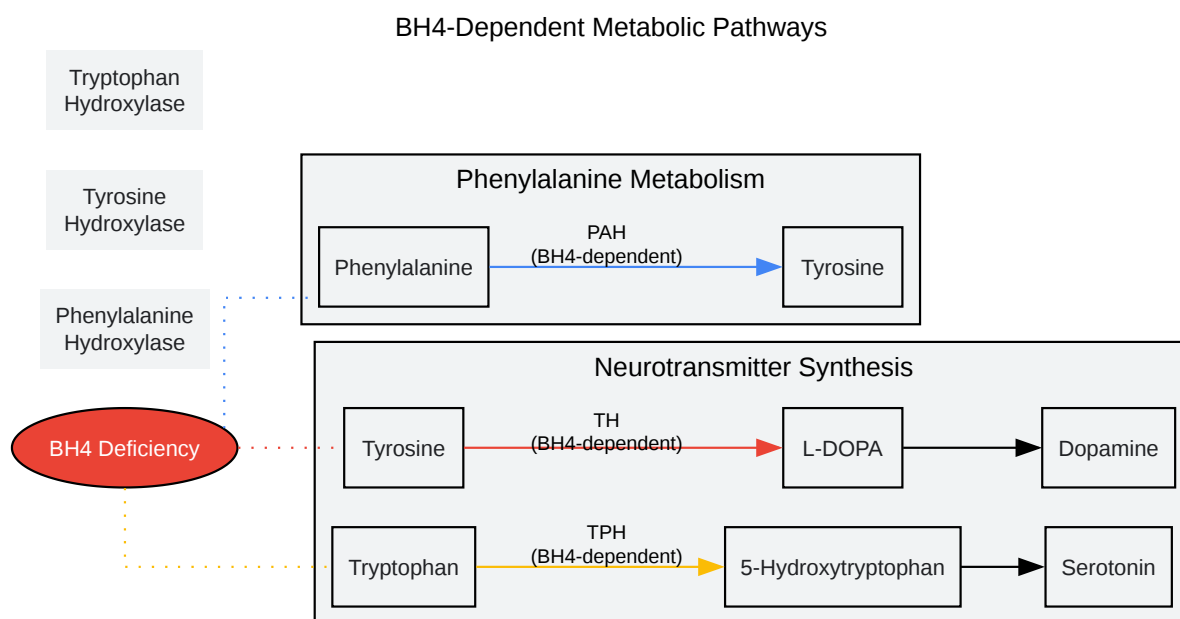 BH4-Dependent Metabolic Pathways
Tryptophan
Hydroxylase
Tyrosine
Hydroxylase
Phenylalanine
Hydroxylase
BH4 Deficiency
Phenylalanine Metabolism
Phenylalanine
PAH
(BH4-dependent)
Tyrosine
Neurotransmitter Synthesis
Tyrosine
TH
(BH4-dependent)
L-DOPA
Dopamine
Tryptophan
TPH
(BH4-dependent)
5-Hydroxytryptophan
Serotonin